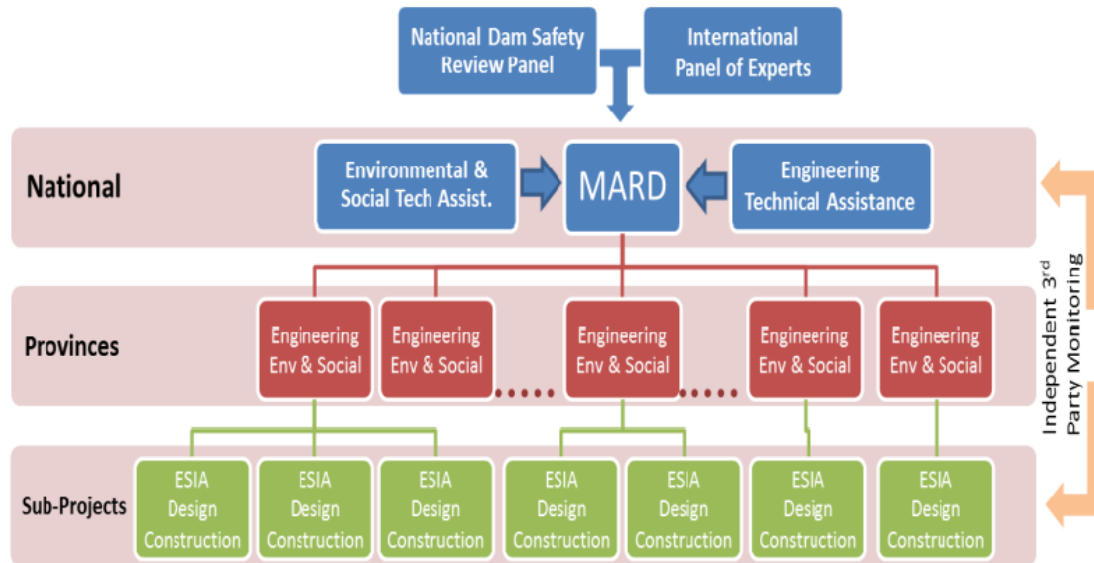 National Dam Safety
Review Panel
International
Panel of Experts
National
Environmental &
Social Tech Assist.
MARD
Engineering
Technical Assistance
Independent 3rd
Party Monitoring
Provinces
Engineering
Env & Social
Engineering
Env & Social
Engineering
Env & Social
Engineering
Env & Social
Engineering
Env & Social
Sub-Projects
ESIA
Design
Construction
ESIA
Design
Construction
ESIA
Design
Construction
ESIA
Design
Construction
ESIA
Design
Construction
ESIA
Design
Construction
ESIA
Design
Construction